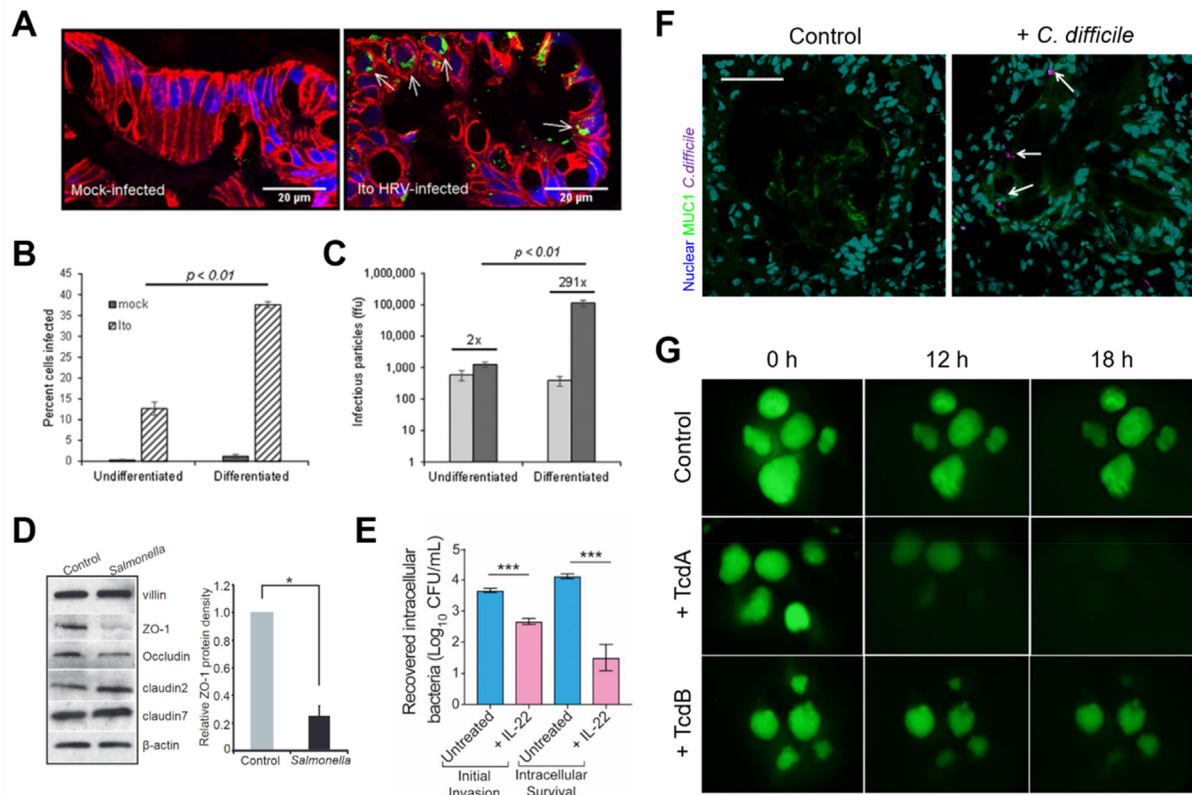 A
Mock-infected
20 µm
Ito HRV-infected
20 µm
B
p < 0.01
Percent cells infected
45
40
35
30
25
20
15
10
5
0
mock
Ito
Undifferentiated
Differentiated
C
p < 0.01
Infectious particles (ffu)
1,000,000
100,000
10,000
1,000
100
10
1
2x
291x
Undifferentiated
Differentiated
D
Control
Salmonella
villin
ZO-1
Occludin
claudin2
claudin7
β-actin
Relative ZO-1 protein density
1.2
1.0
0.8
0.6
0.4
0.2
0
*
Control
Salmonella
E
Recovered intracellular
bacteria (Log10 CFU/mL)
5
4
3
2
1
0
***
***
Untreated
+ IL-22
Untreated
+ IL-22
Initial
Invasion
Intracellular
Survival
F
Control
+ C. difficile
Nuclear MUC1 C.difficile
G
0 h
12 h
18 h
Control
+ TcdA
+ TcdB